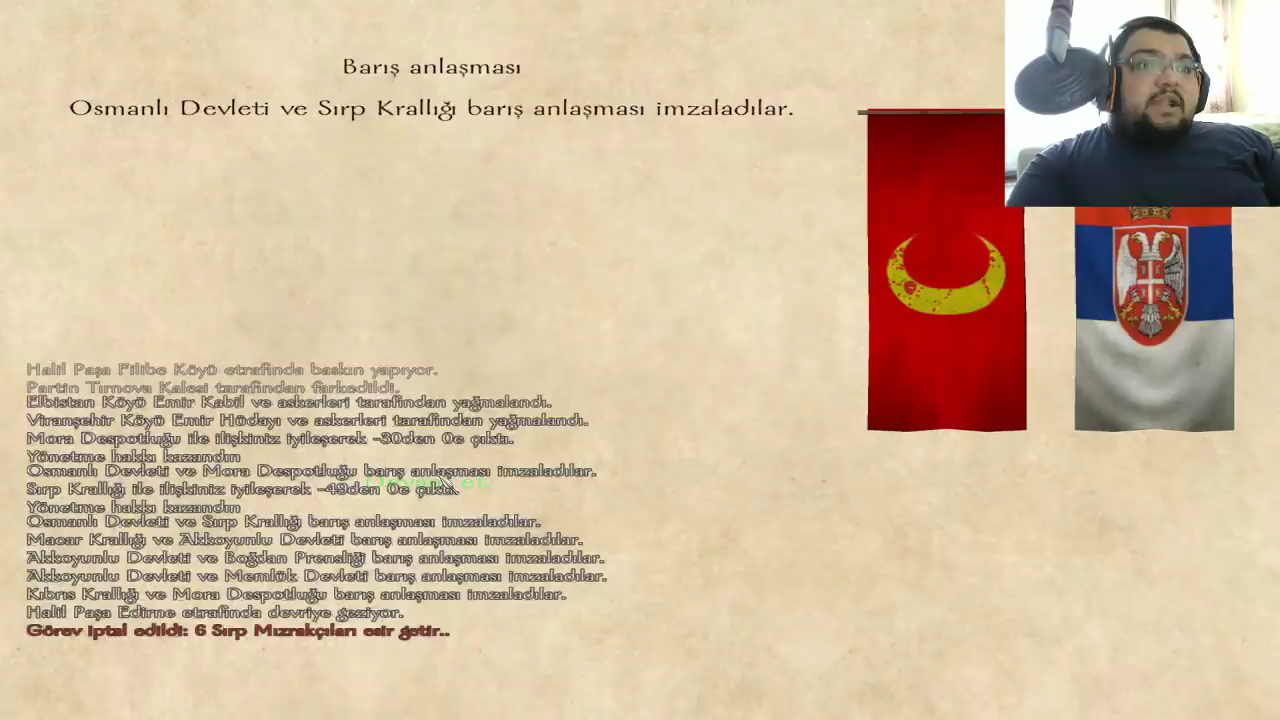 Barış anlaşması
Osmanlı Devleti ve Sırp Krallığı barış anlaşması imzaladılar.
Halil Paşa Filibe Köyü etrafında baskın yapıyor.
Partin Tırnova Kalesi tarafından farkedildi.
Elbistan Köyü Emir Kabil ve askerleri tarafından yağmalandı.
Viranşehir Köyü Emir Hüdayı ve askerleri tarafından yağmalandı.
Mora Despotluğu ile ilişkiniz iyileşerek -30den 0e çıktı.
Yönetme hakkı kazandın
Osmanlı Devleti ve Mora Despotluğu barış anlaşması imzaladılar.
Sırp Krallığı ile ilişkiniz iyileşerek -49den 0e çıktı.
Yönetme hakkı kazandın
Osmanlı Devleti ve Sırp Krallığı barış anlaşması imzaladılar.
Macar Krallığı ve Akkoyunlu Devleti barış anlaşması imzaladılar.
Akkoyunlu Devleti ve Boğdan Prensliği barış anlaşması imzaladılar.
Akkoyunlu Devleti ve Memlük Devleti barış anlaşması imzaladılar.
Kıbrıs Krallığı ve Mora Despotluğu barış anlaşması imzaladılar.
Halil Paşa Edirne etrafında devriye geziyor.
Görev iptal edildi: 6 Sırp Mızrakçıları esir getir..